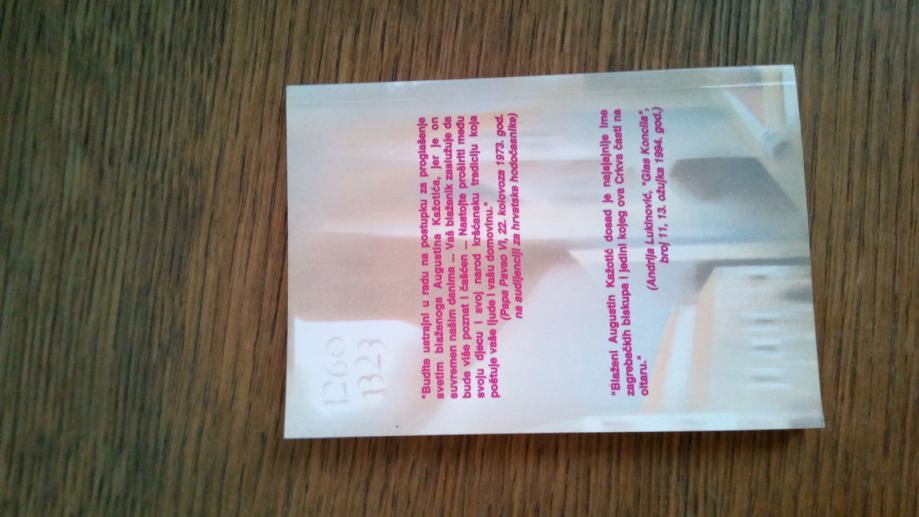 1260
1323
"Budite ustrajni u radu na postupku za proglašenje
svetim blaženoga Augustina Kažotića, jer je on
suvremen našim danima ... Vaš blaženik zaslužuje da
bude više poznat i čašćen ... Nastojte proširiti među
svoju djecu i svoj narod kršćansku tradiciju koja
poštuje vaše ljude i vašu domovinu."
(Papa Pavao VI, 22. kolovoza 1973. god.
na audijenciji za hrvatske hodočasnike)
"Blaženi Augustin Kažotić dosad je najsjajnije ime
zagrebačkih biskupa i jedini kojeg ova Crkva časti na
oltaru."
(Andrija Lukinović, "Glas Koncila",
broj 11, 13. ožujka 1994. god.)